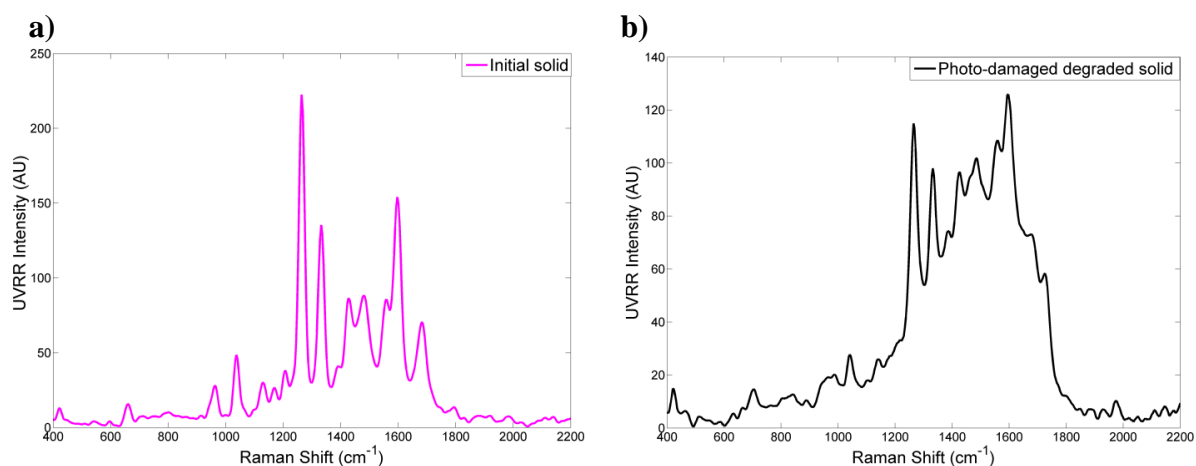 a)
250
200
150
100
50
0
UVRR Intensity (AU)
Initial solid
400 600 800 1000 1200 1400 1600 1800 2000 2200
Raman Shift (cm-1)
b)
140
120
100
80
60
40
20
0
UVRR Intensity (AU)
Photo-damaged degraded solid
400 600 800 1000 1200 1400 1600 1800 2000 2200
Raman Shift (cm-1)